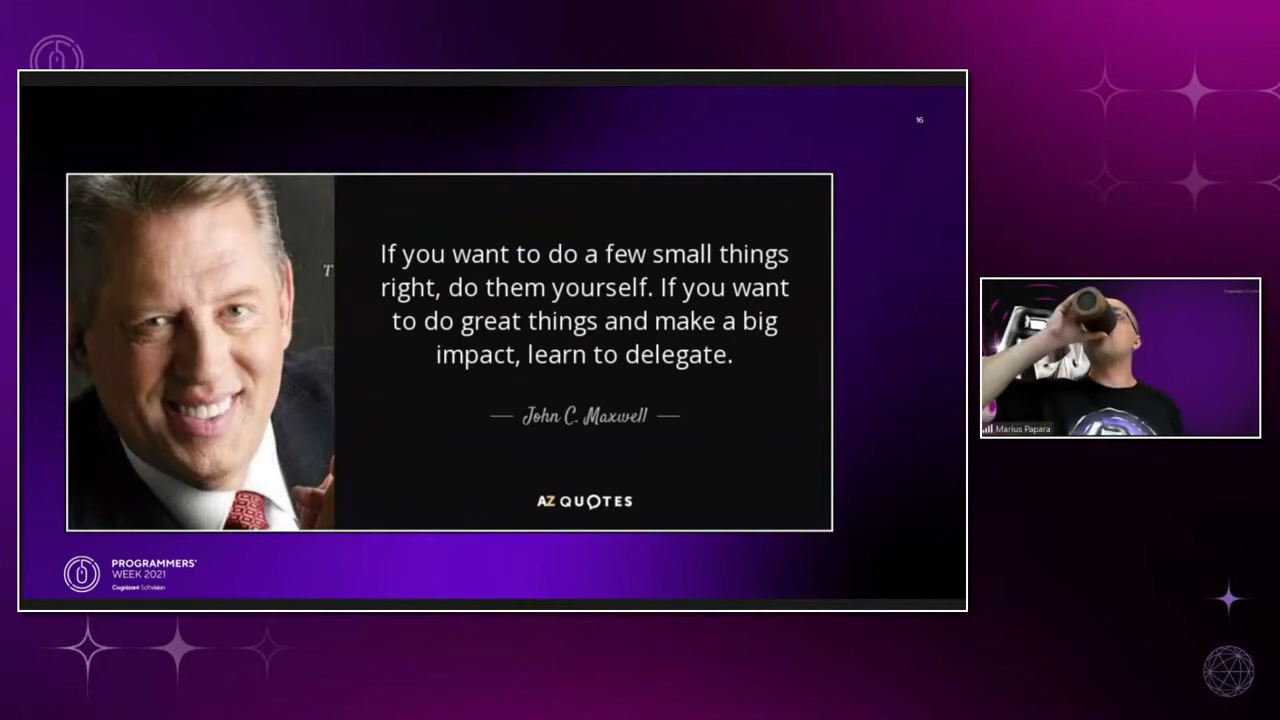 16
T
If you want to do a few small things
right, do them yourself. If you want
to do great things and make a big
impact, learn to delegate.
John C. Maxwell
AZ QUOTES
PROGRAMMERS'
WEEK 2021
Cognizant Softvision
Marius Papara